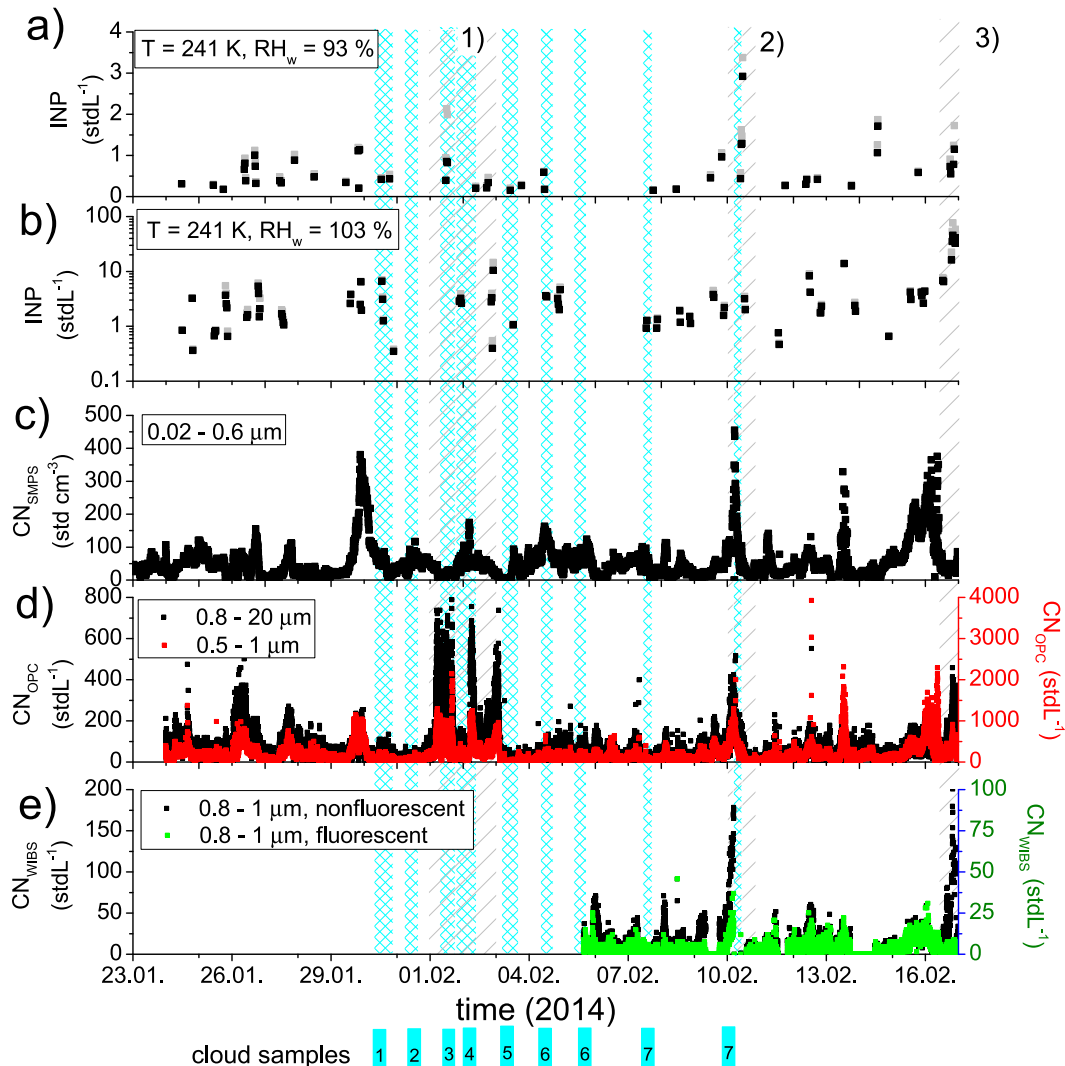 a)
4
3
2
1
0
INP
(stdL⁻¹)
T = 241 K, RHw = 93 %
1)
2)
3)
b)
100
10
1
0.1
INP
(stdL⁻¹)
T = 241 K, RHw = 103 %
c)
500
400
300
200
100
0
CN_SMPS
(std cm⁻³)
0.02 - 0.6 μm
d)
800
600
400
200
0
CN_OPC
(stdL⁻¹)
0.8 - 20 μm
0.5 - 1 μm
4000
3000
2000
1000
0
CN_OPC (stdL⁻¹)
e)
200
150
100
50
0
CN_WIBS
(stdL⁻¹)
0.8 - 1 μm, nonfluorescent
0.8 - 1 μm, fluorescent
100
75
50
25
0
CN_WIBS (stdL⁻¹)
23.01. 26.01. 29.01. 01.02. 04.02. 07.02. 10.02. 13.02. 16.02.
time (2014)
cloud samples 1 2 3 4 5 6 6 7 7